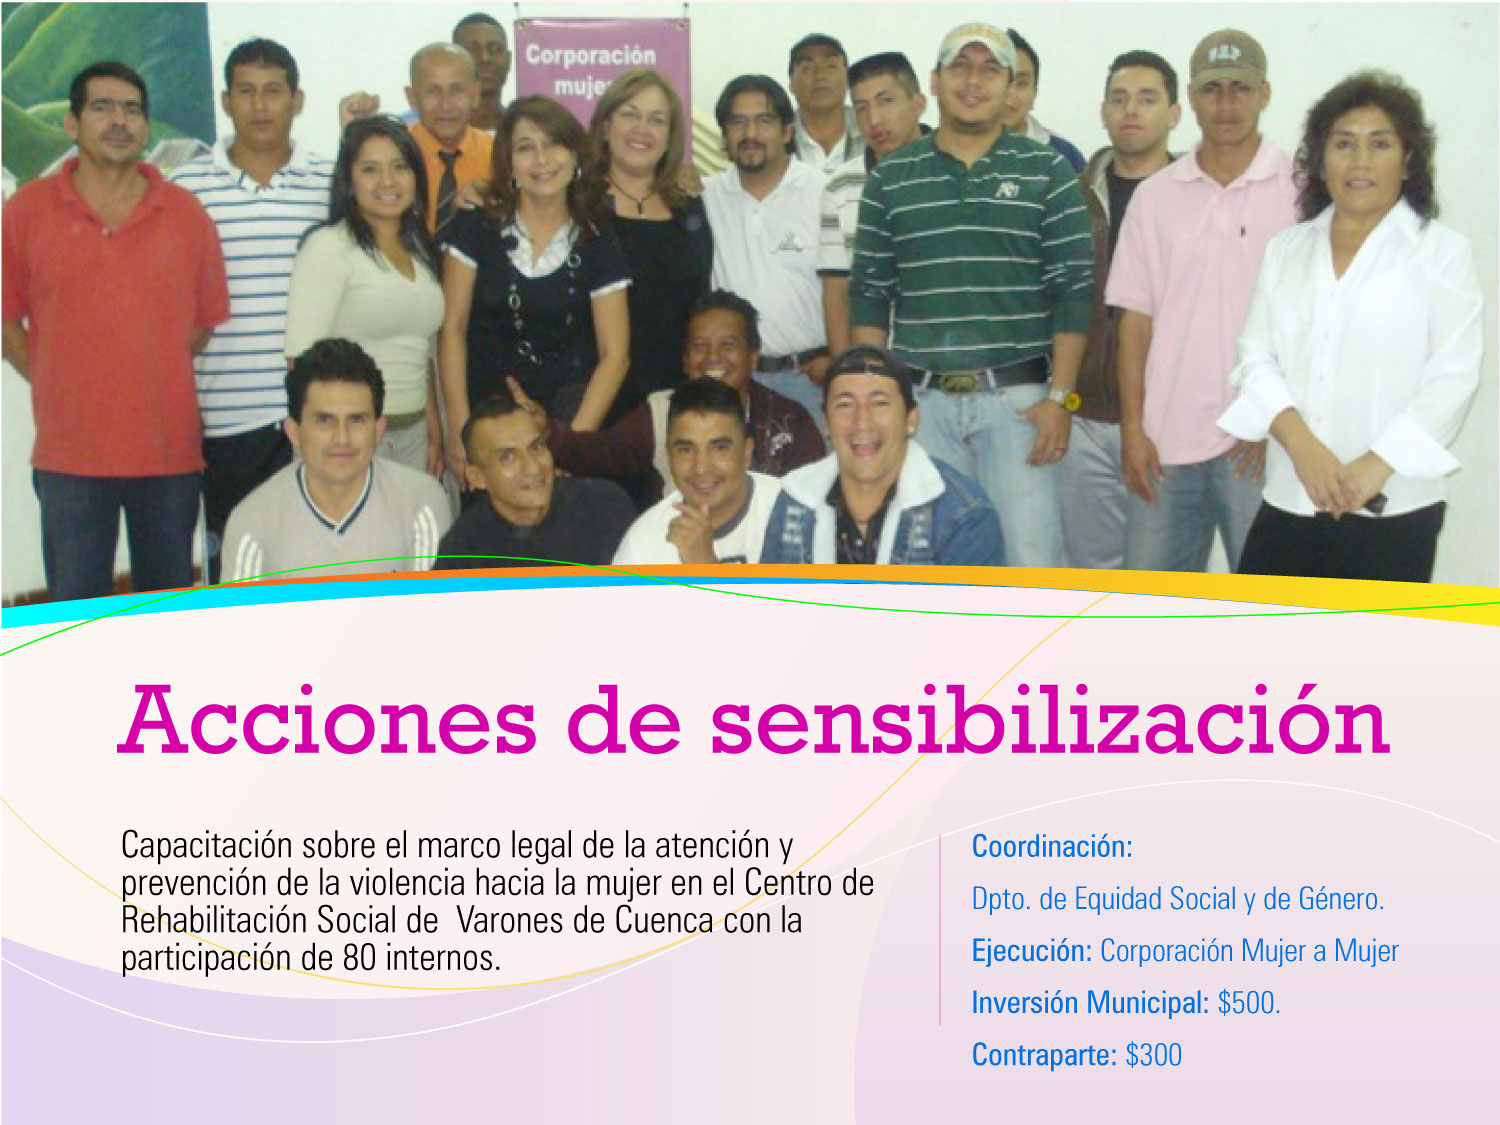 Corporación
Acciones de sensibilización
Capacitación sobre el marco legal de la atención y
prevención de la violencia hacia la mujer en el Centro de
Rehabilitación Social de  Varones de Cuenca con la
participación de 80 internos.
Coordinación:
Dpto. de Equidad Social y de Género.
Ejecución: Corporación Mujer a Mujer
Inversión Municipal: $500.
Contraparte: $300